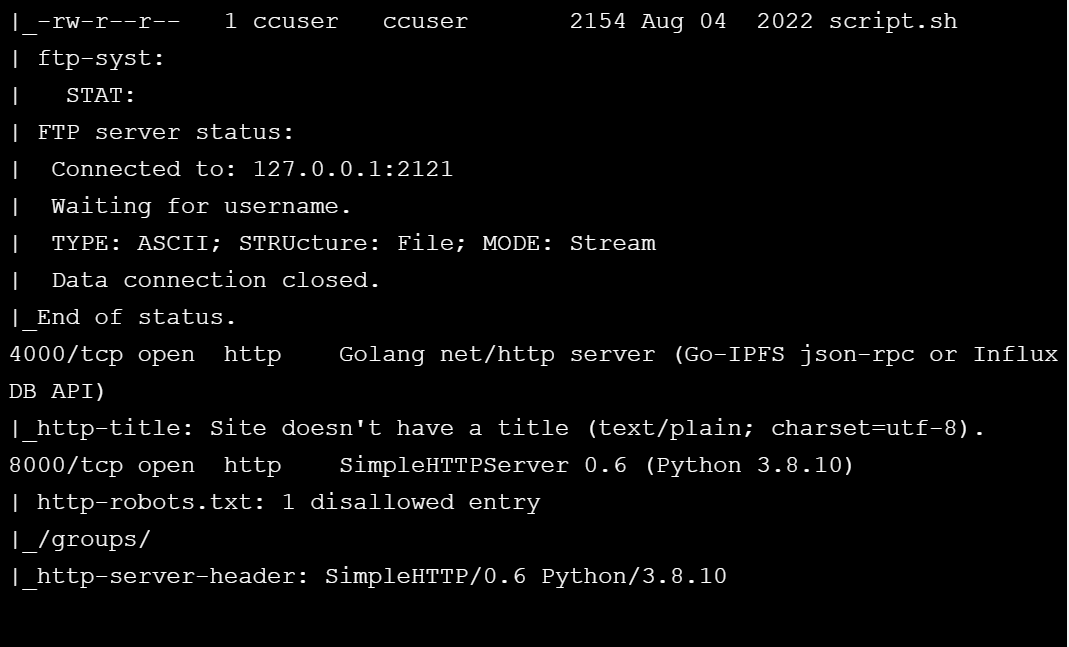 |_-rw-r--r--   1 ccuser   ccuser       2154 Aug 04  2022 script.sh
| ftp-syst:
|   STAT:
| FTP server status:
|  Connected to: 127.0.0.1:2121
|  Waiting for username.
|  TYPE: ASCII; STRUcture: File; MODE: Stream
|  Data connection closed.
|_End of status.
4000/tcp open  http    Golang net/http server (Go-IPFS json-rpc or Influx
DB API)
|_http-title: Site doesn't have a title (text/plain; charset=utf-8).
8000/tcp open  http    SimpleHTTPServer 0.6 (Python 3.8.10)
| http-robots.txt: 1 disallowed entry
|_/groups/
|_http-server-header: SimpleHTTP/0.6 Python/3.8.10